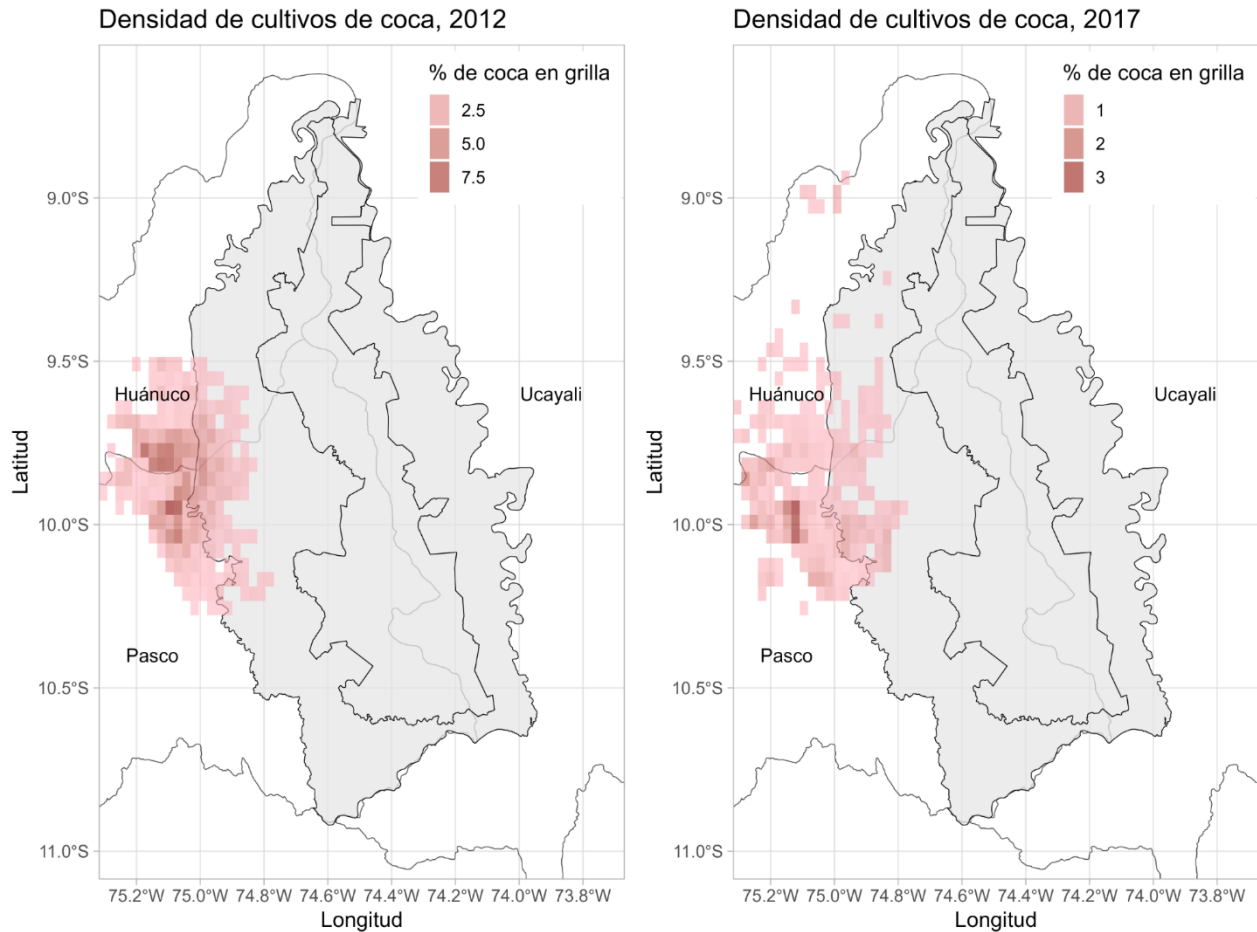 Densidad de cultivos de coca, 2012
% de coca en grilla
2.5
5.0
7.5
9.0°S
9.5°S
10.0°S
10.5°S
11.0°S
Huánuco
Ucayali
Pasco
Latitud
75.2°W 75.0°W 74.8°W 74.6°W 74.4°W 74.2°W 74.0°W 73.8°W
Longitud
Densidad de cultivos de coca, 2017
% de coca en grilla
1
2
3
9.0°S
9.5°S
10.0°S
10.5°S
11.0°S
Huánuco
Ucayali
Pasco
Latitud
75.2°W 75.0°W 74.8°W 74.6°W 74.4°W 74.2°W 74.0°W 73.8°W
Longitud